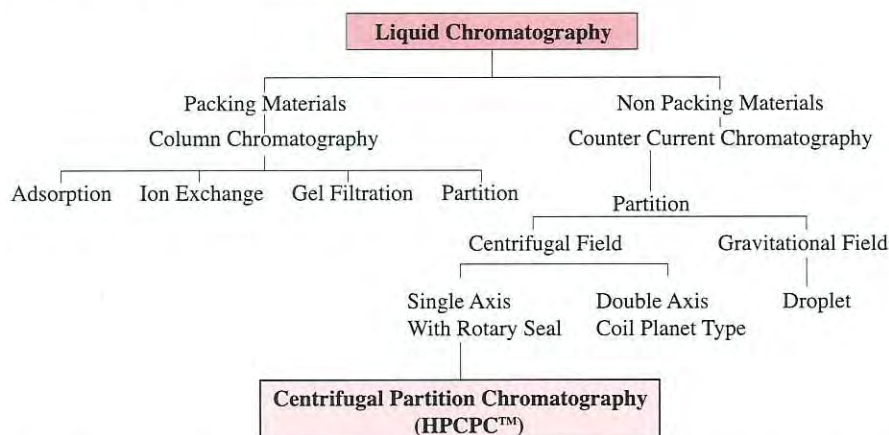 Liquid Chromatography
Packing Materials
Non Packing Materials
Column Chromatography
Counter Current Chromatography
Adsorption
Ion Exchange
Gel Filtration
Partition
Partition
Centrifugal Field
Gravitational Field
Single Axis
With Rotary Seal
Double Axis
Coil Planet Type
Droplet
Centrifugal Partition Chromatography
(HPCPC™)